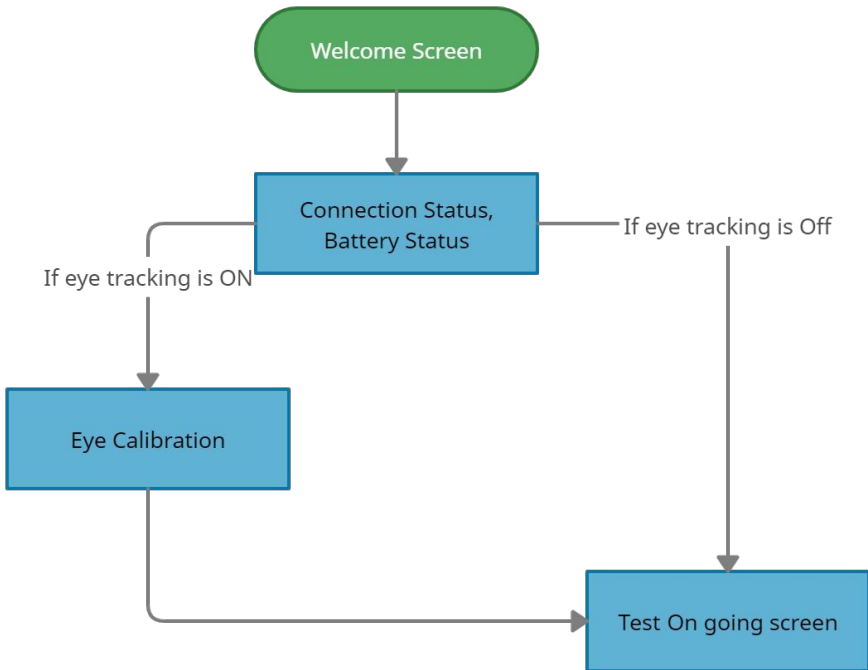 Welcome Screen
Connection Status,
Battery Status
If eye tracking is Off
If eye tracking is ON
Eye Calibration
Test On going screen